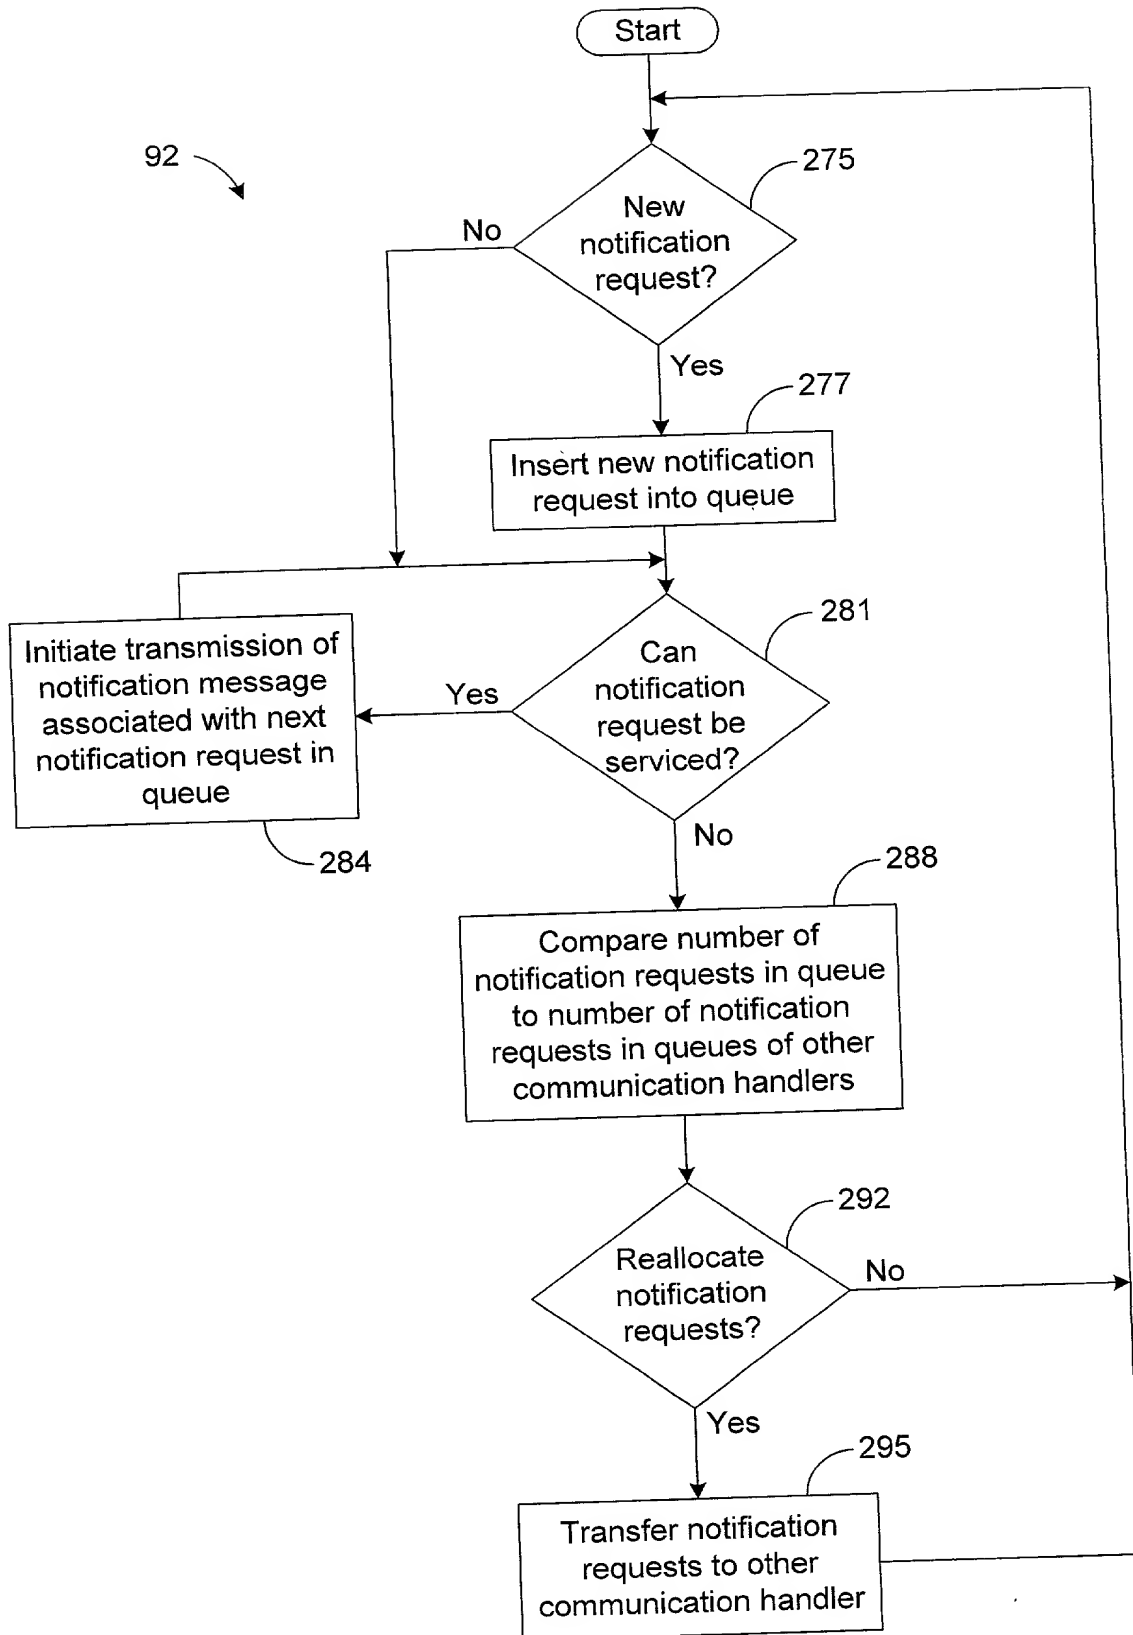 Start
92
275
New
notification
request?
No
Yes
277
Insert new notification
request into queue
281
Can
notification
request be
serviced?
Yes
Initiate transmission of
notification message
associated with next
notification request in
queue
284
No
288
Compare number of
notification requests in queue
to number of notification
requests in queues of other
communication handlers
292
Reallocate
notification
requests?
No
Yes
295
Transfer notification
requests to other
communication handler